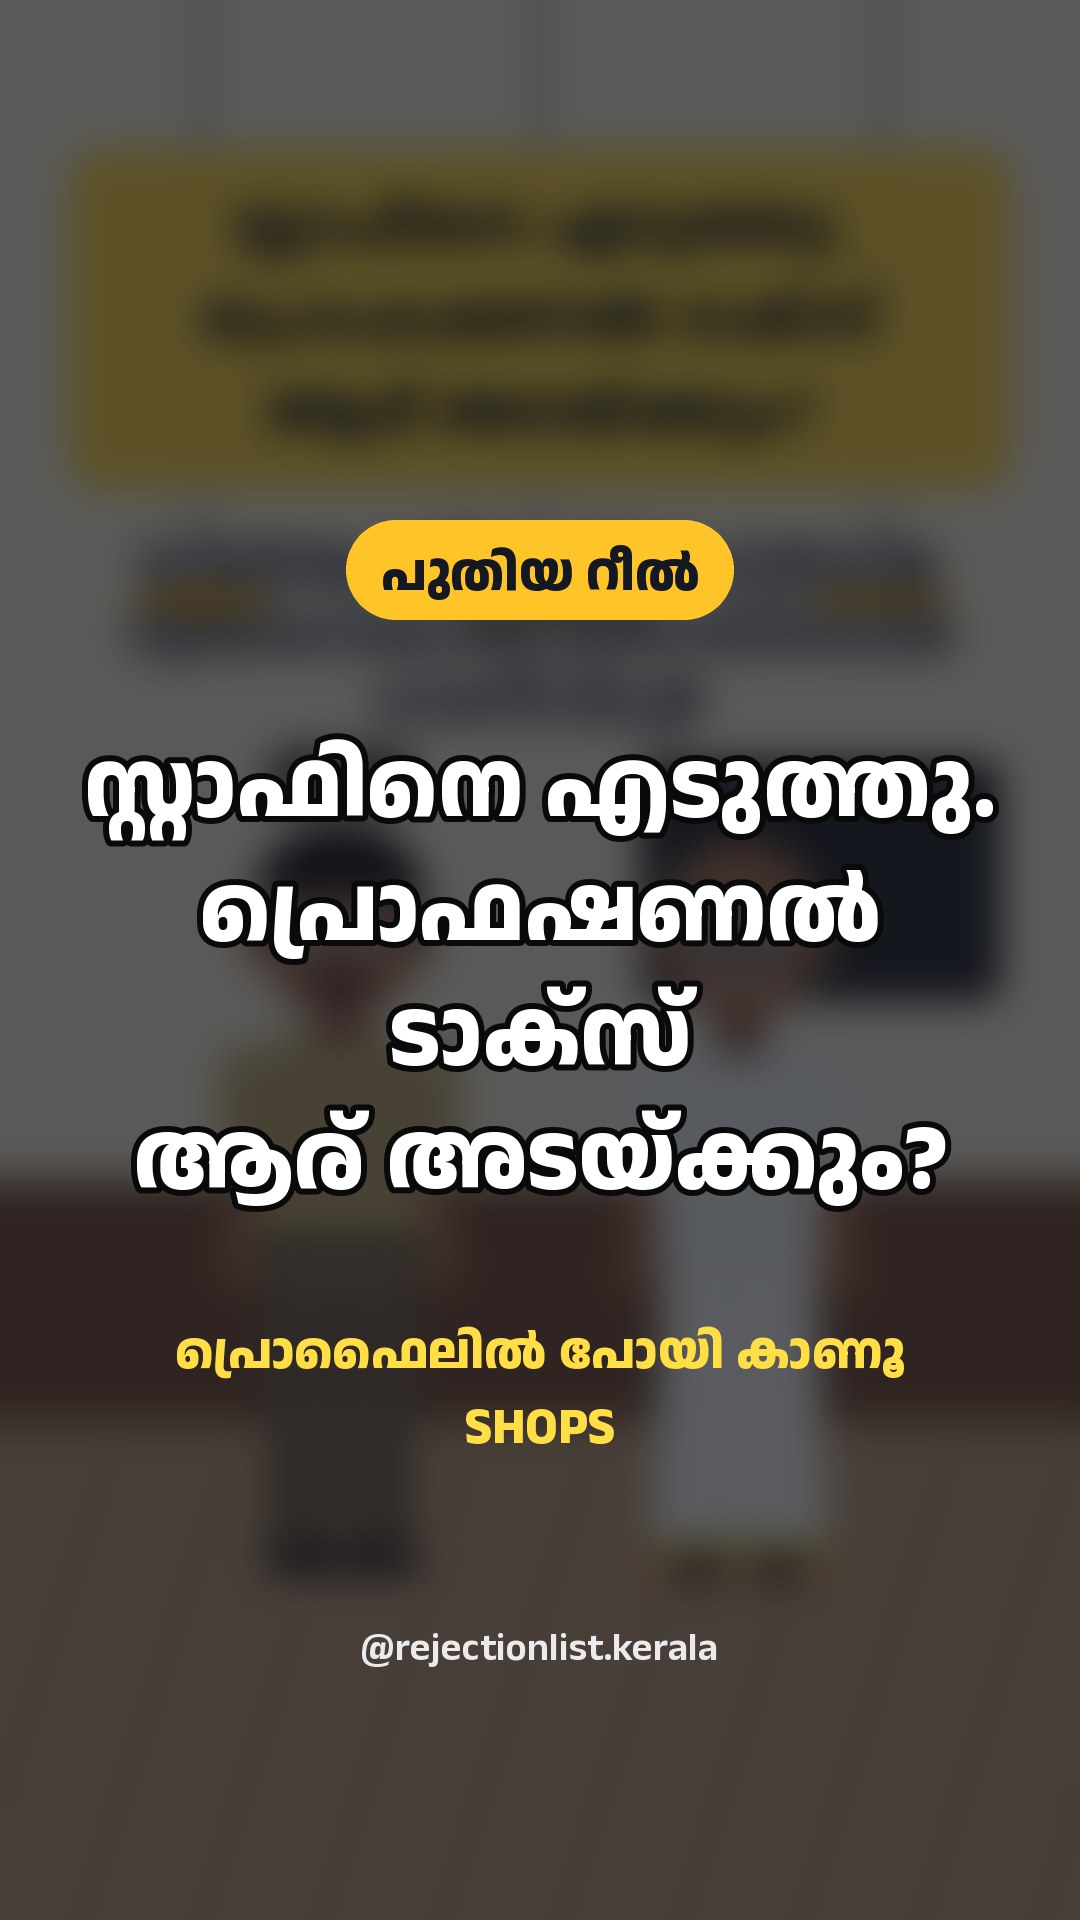 പുതിയ റീൽ
സ്റ്റാഫിനെ എടുത്തു.
പ്രൊഫഷണൽ
ടാക്സ്
ആര് അടയ്ക്കും?
പ്രൊഫൈലിൽ പോയി കാണൂ
SHOPS
@rejectionlist.kerala